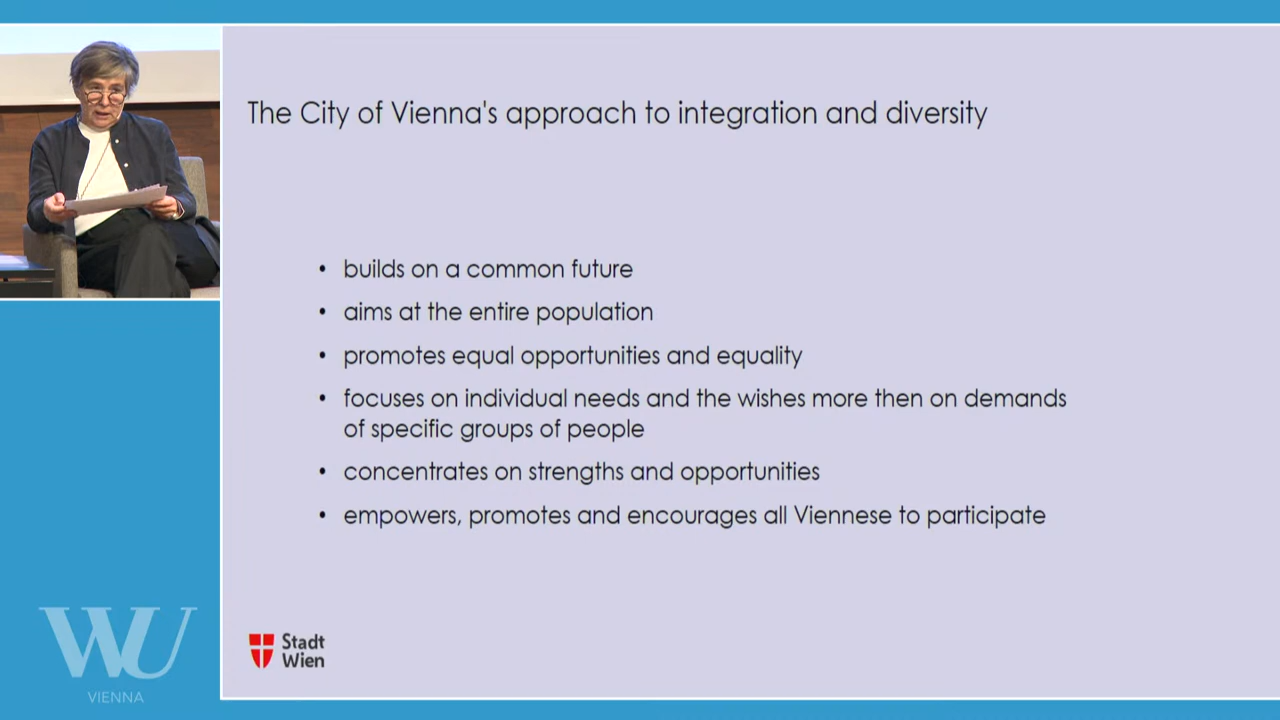 The City of Vienna's approach to integration and diversity
• builds on a common future
• aims at the entire population
• promotes equal opportunities and equality
• focuses on individual needs and the wishes more then on demands
of specific groups of people
• concentrates on strengths and opportunities
• empowers, promotes and encourages all Viennese to participate
Stadt
Wien
WU
VIENNA